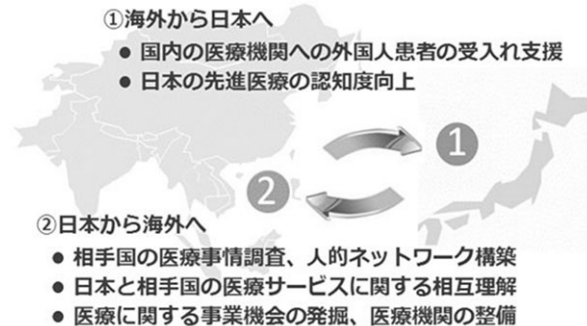 ①海外から日本へ
● 国内の医療機関への外国人患者の受入れ支援
● 日本の先進医療の認知度向上
1
2
②日本から海外へ
● 相手国の医療事情調査、人的ネットワーク構築
● 日本と相手国の医療サービスに関する相互理解
● 医療に関する事業機会の発掘、医療機関の整備